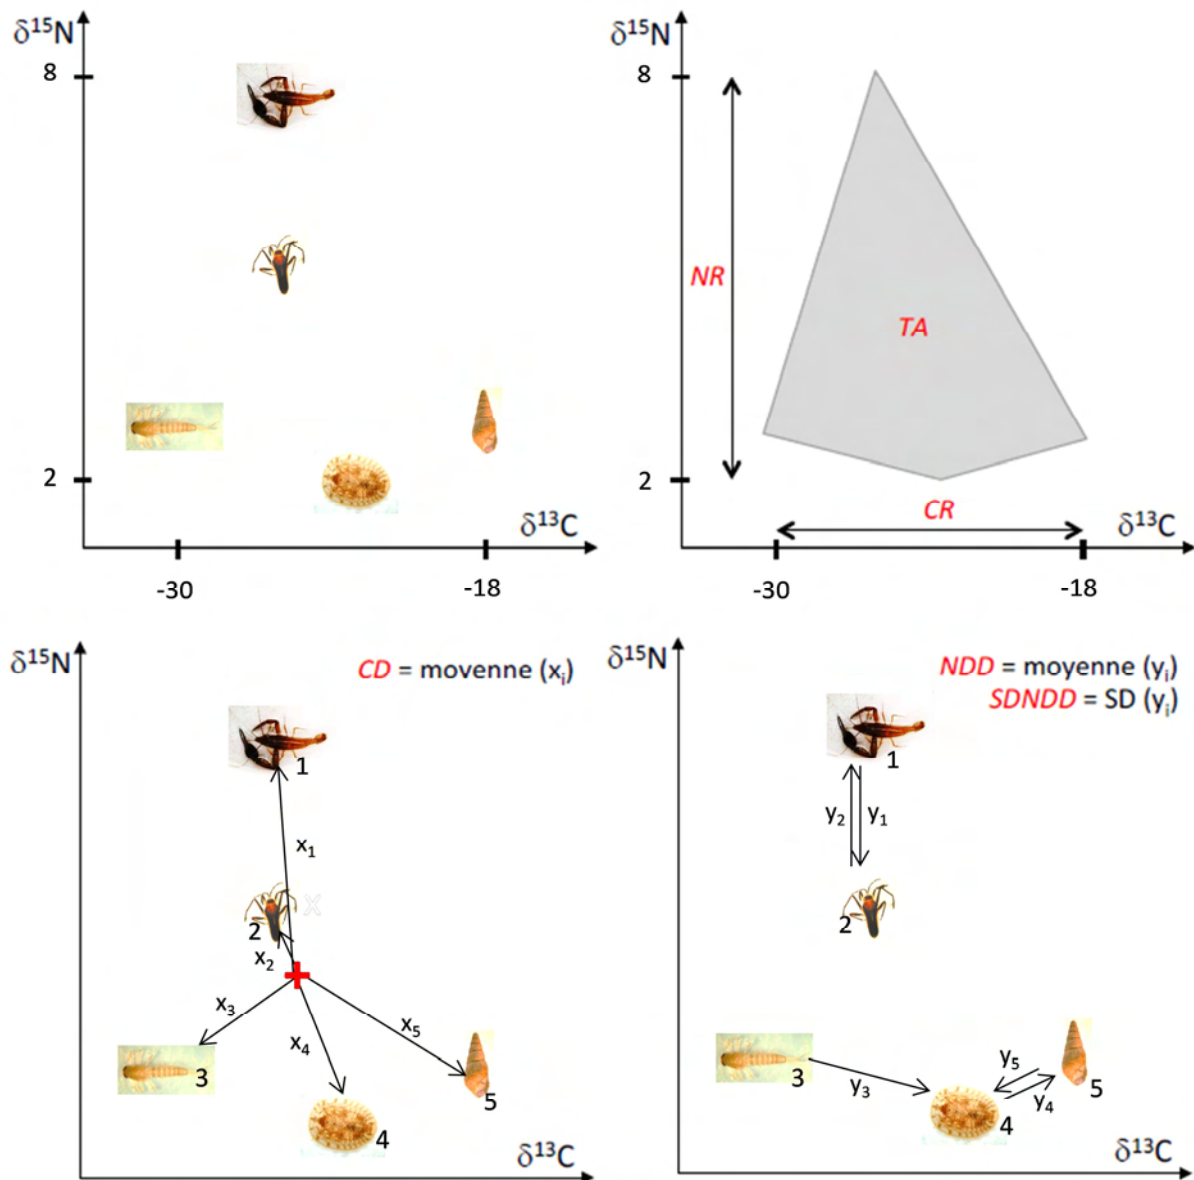 δ¹⁵N
8
2
δ¹³C
-30
-18
δ¹⁵N
8
NR
TA
2
CR
δ¹³C
-30
-18
δ¹⁵N
CD = movenne (xᵢ)
1
x₁
X
2
x₂
x₃
x₅
x₄
3
5
4
δ¹³C
δ¹⁵N
NDD = moyenne (yᵢ)
SDNDD = SD (yᵢ)
1
y₂
y₁
2
3
y₃
y₅
y₄
5
4
δ¹³C